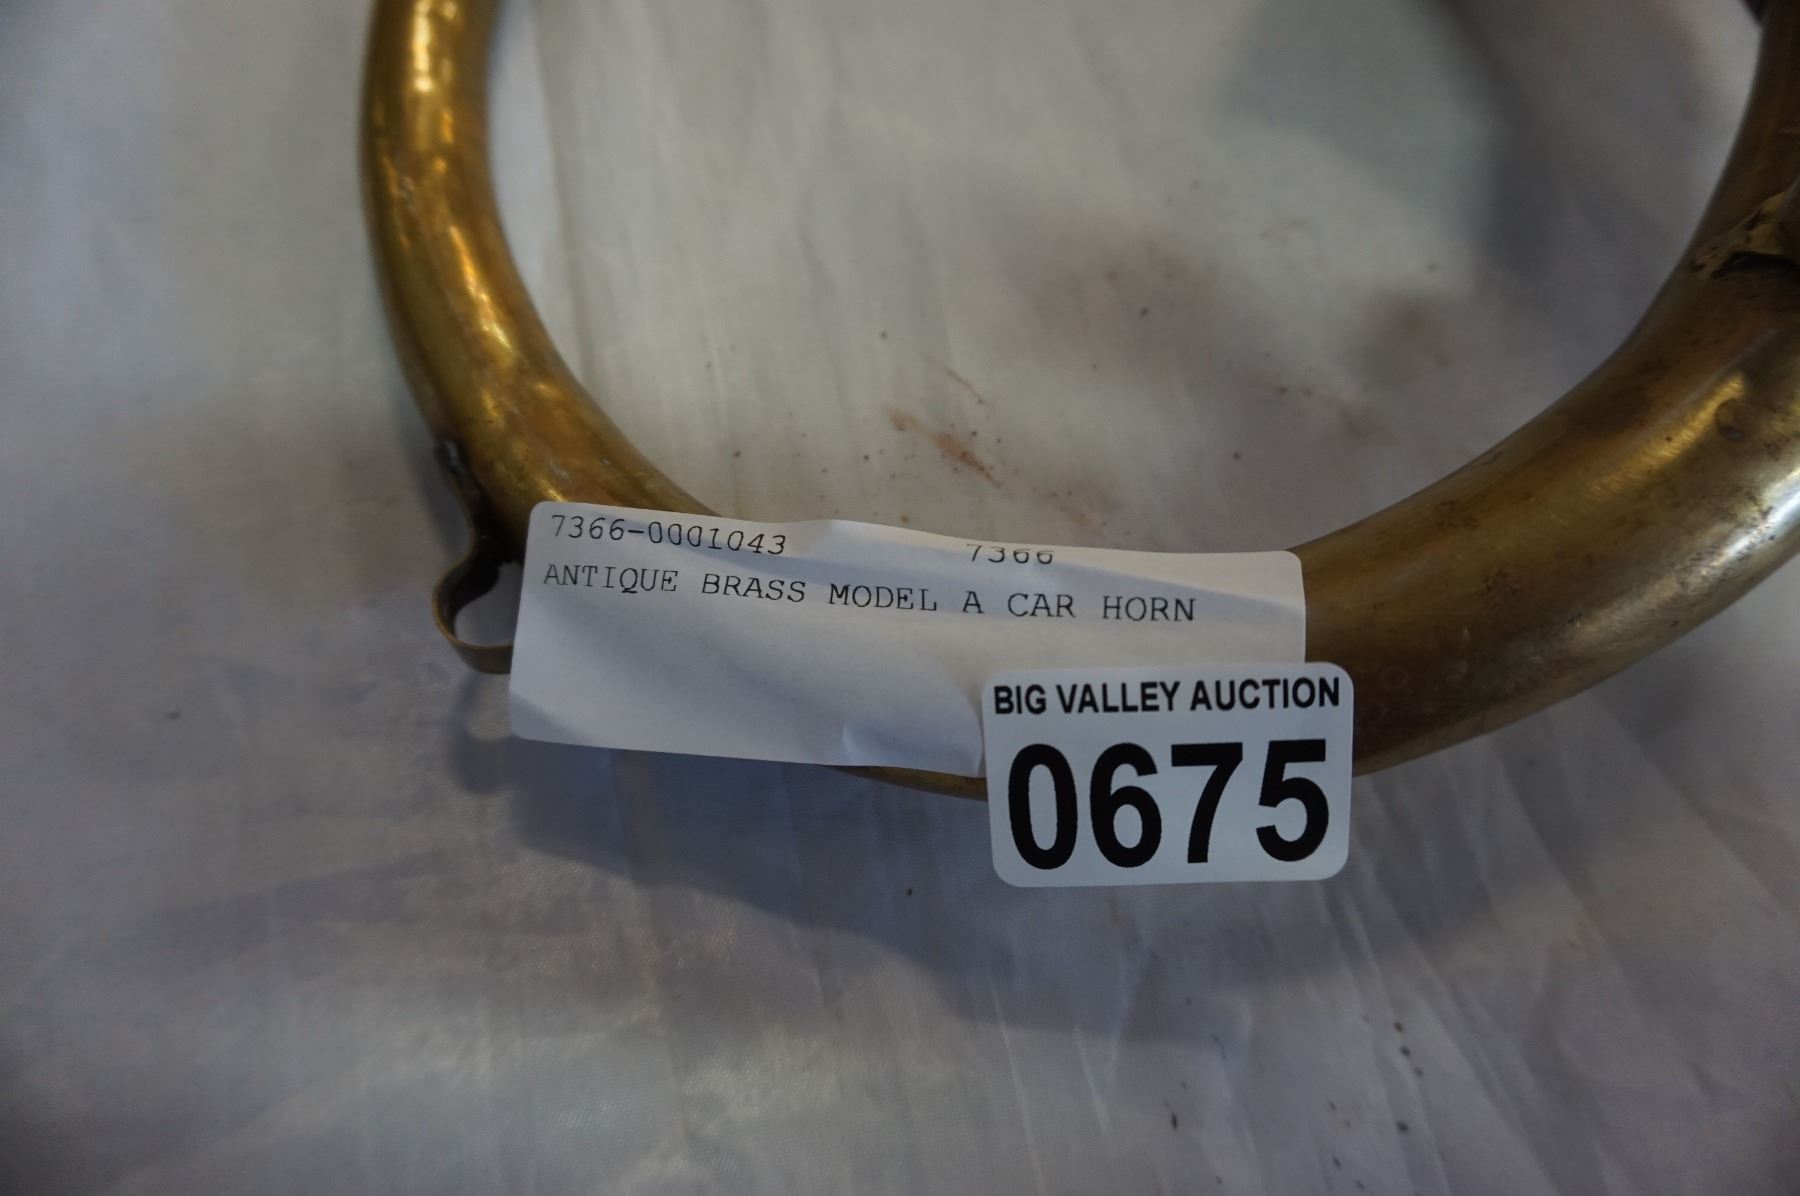 7366-0001043 7366
ANTIQUE BRASS MODEL A CAR HORN
BIG VALLEY AUCTION
0675